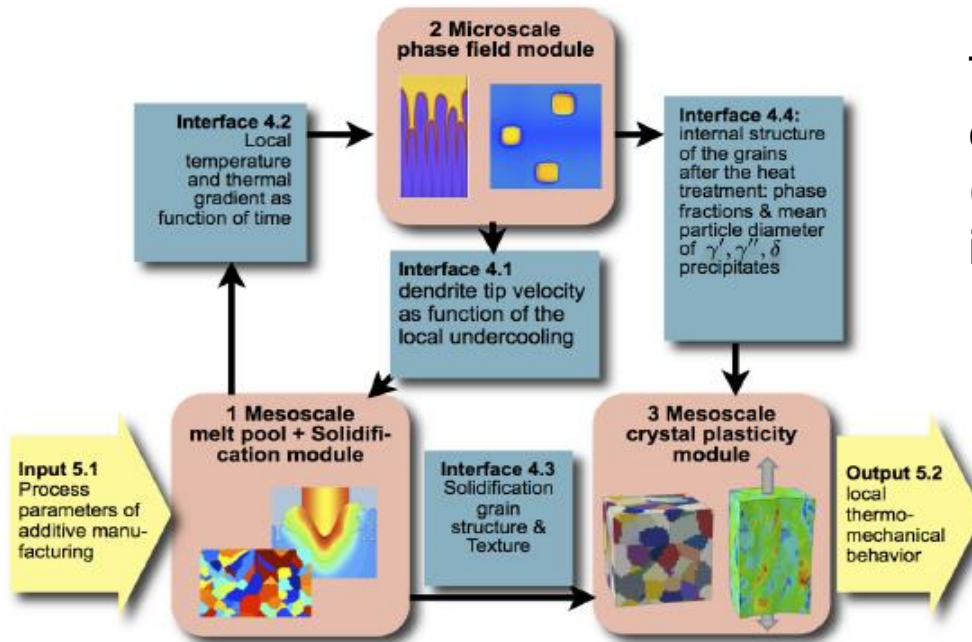 2 Microscale
phase field module
Interface 4.2
Local
temperature
and thermal
gradient as
function of time
Interface 4.4:
internal structure
of the grains
after the heat
treatment: phase
fractions & mean
particle diameter
of γ′, γ″, δ
precipitates
Interface 4.1
dendrite tip velocity
as function of the
local undercooling
Input 5.1
Process
parameters of
additive manu-
facturing
1 Mesoscale
melt pool + Solidifi-
cation module
Interface 4.3
Solidification
grain
structure &
Texture
3 Mesoscale
crystal plasticity
module
Output 5.2
local
thermo-
mechanical
behavior